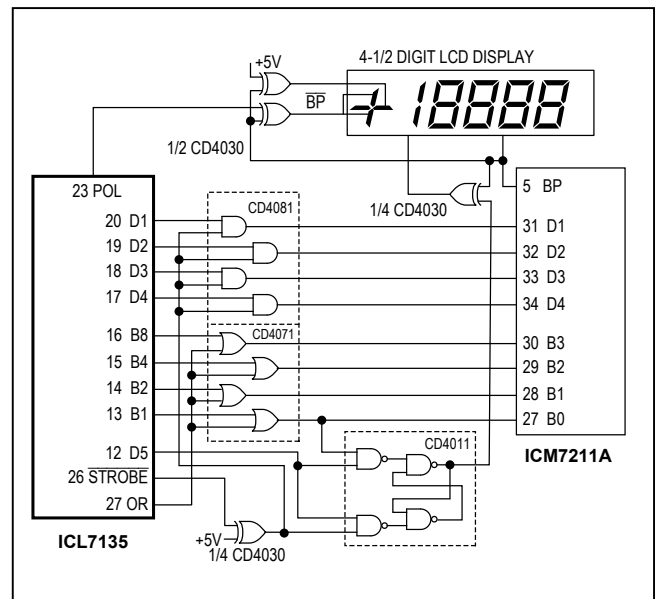 4-1/2 DIGIT LCD DISPLAY
+5V
BP
+18888
1/2 CD4030
1/4 CD4030
23 POL
20 D1
19 D2
18 D3
17 D4
16 B8
15 B4
14 B2
13 B1
12 D5
26 STROBE
27 OR
ICL7135
CD4081
CD4071
CD4011
+5V
1/4 CD4030
5 BP
31 D1
32 D2
33 D3
34 D4
30 B3
29 B2
28 B1
27 B0
ICM7211A